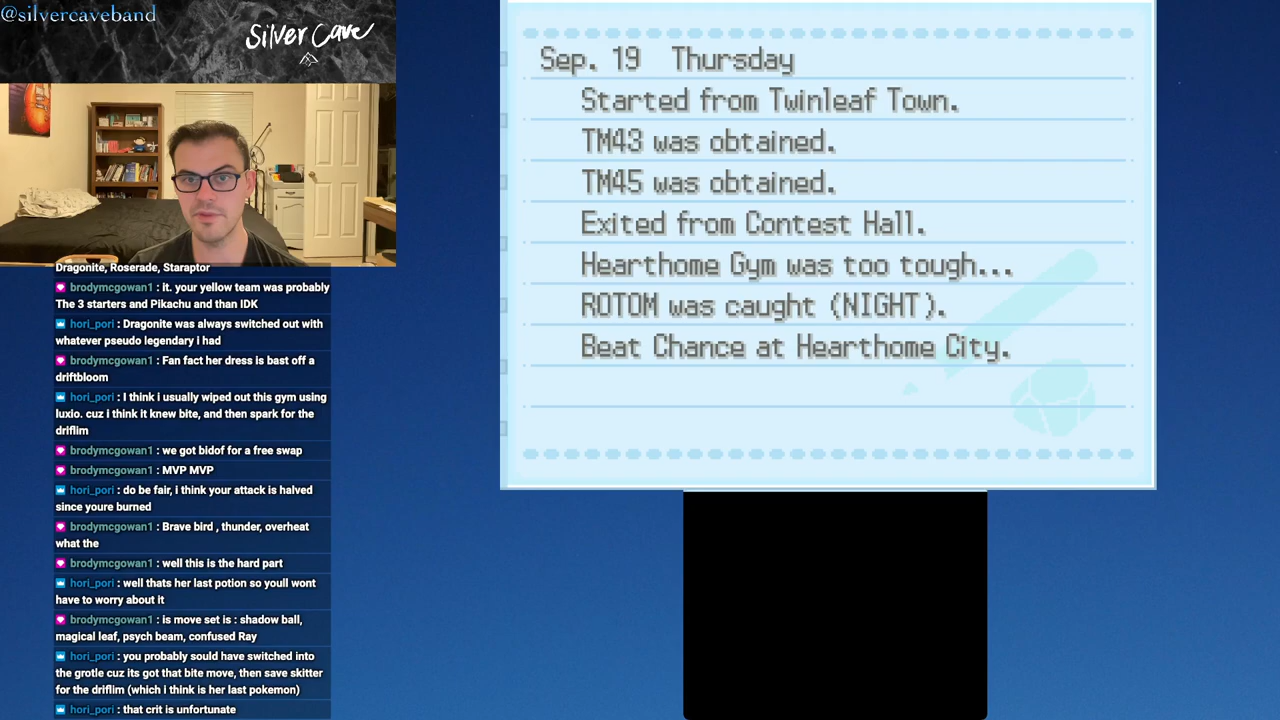 @silvercaveband
Silver Cave
Dragonite, Roserade, Staraptor
brodymcgowan1 : it. your yellow team was probably
The 3 starters and Pikachu and than IDK
hori_pori : Dragonite was always switched out with
whatever pseudo legendary i had
brodymcgowan1 : Fan fact her dress is bast off a
driftbloom
hori_pori : I think i usually wiped out this gym using
luxio. cuz i think it knew bite, and then spark for the
driflim
brodymcgowan1 : we got bidof for a free swap
brodymcgowan1 : MVP MVP
hori_pori : do be fair, i think your attack is halved
since youre burned
brodymcgowan1 : Brave bird , thunder, overheat
what the
brodymcgowan1 : well this is the hard part
hori_pori : well thats her last potion so youll wont
have to worry about it
brodymcgowan1 : is move set is : shadow ball,
magical leaf, psych beam, confused Ray
hori_pori : you probably sould have switched into
the grotle cuz its got that bite move, then save skitter
for the driflim (which i think is her last pokemon)
hori_pori : that crit is unfortunate
Sep. 19 Thursday
Started from Twinleaf Town.
TM43 was obtained.
TM45 was obtained.
Exited from Contest Hall.
Hearthome Gym was too tough...
ROTOM was caught (NIGHT).
Beat Chance at Hearthome City.